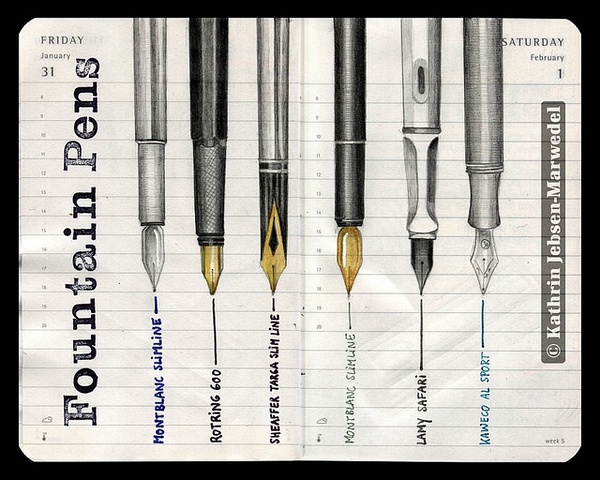 FRIDAY
January
31
SATURDAY
February
1
Fountain Pens
MONTBLANC SLIMLINE
ROTRING 600
SHEAFFER TARGA SLIM LINE
MONTBLANC SLIMLINE
LAMY SAFARI
KAWECO AL SPORT
© Kathrin Jebsen-Marwedel
week 5